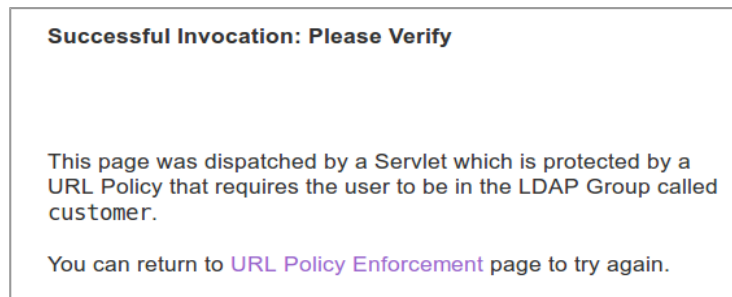 Successful Invocation: Please Verify
This page was dispatched by a Servlet which is protected by a
URL Policy that requires the user to be in the LDAP Group called
customer.
You can return to URL Policy Enforcement page to try again.